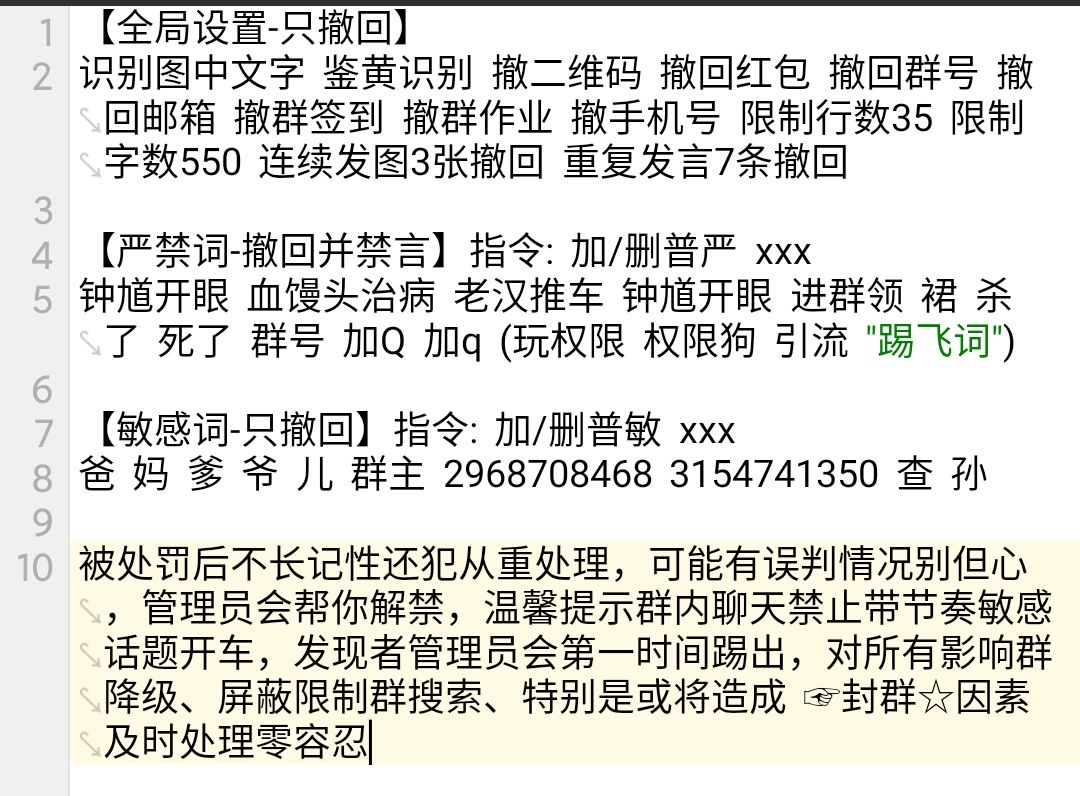 1 【全局设置-只撤回】
2 识别图中文字 鉴黄识别 撤二维码 撤回红包 撤回群号 撤
回邮箱 撤群签到 撤群作业 撤手机号 限制行数35 限制
字数550 连续发图3张撤回 重复发言7条撤回
3
4 【严禁词-撤回并禁言】指令: 加/删普严 xxx
5 钟馗开眼 血馒头治病 老汉推车 钟馗开眼 进群领 裙 杀
了 死了 群号 加Q 加q (玩权限 权限狗 引流 "踢飞词")
6
7 【敏感词-只撤回】指令: 加/删普敏 xxx
8 爸 妈 爹 爷 儿 群主 2968708468 3154741350 查 孙
9
10 被处罚后不长记性还犯从重处理，可能有误判情况别但心
，管理员会帮你解禁，温馨提示群内聊天禁止带节奏敏感
话题开车，发现者管理员会第一时间踢出，对所有影响群
降级、屏蔽限制群搜索、特别是或将造成 ☞封群☆因素
及时处理零容忍